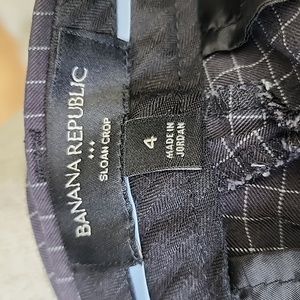 BANANA REPUBLIC
SLOAN CROP
4
MADE IN
JORDAN